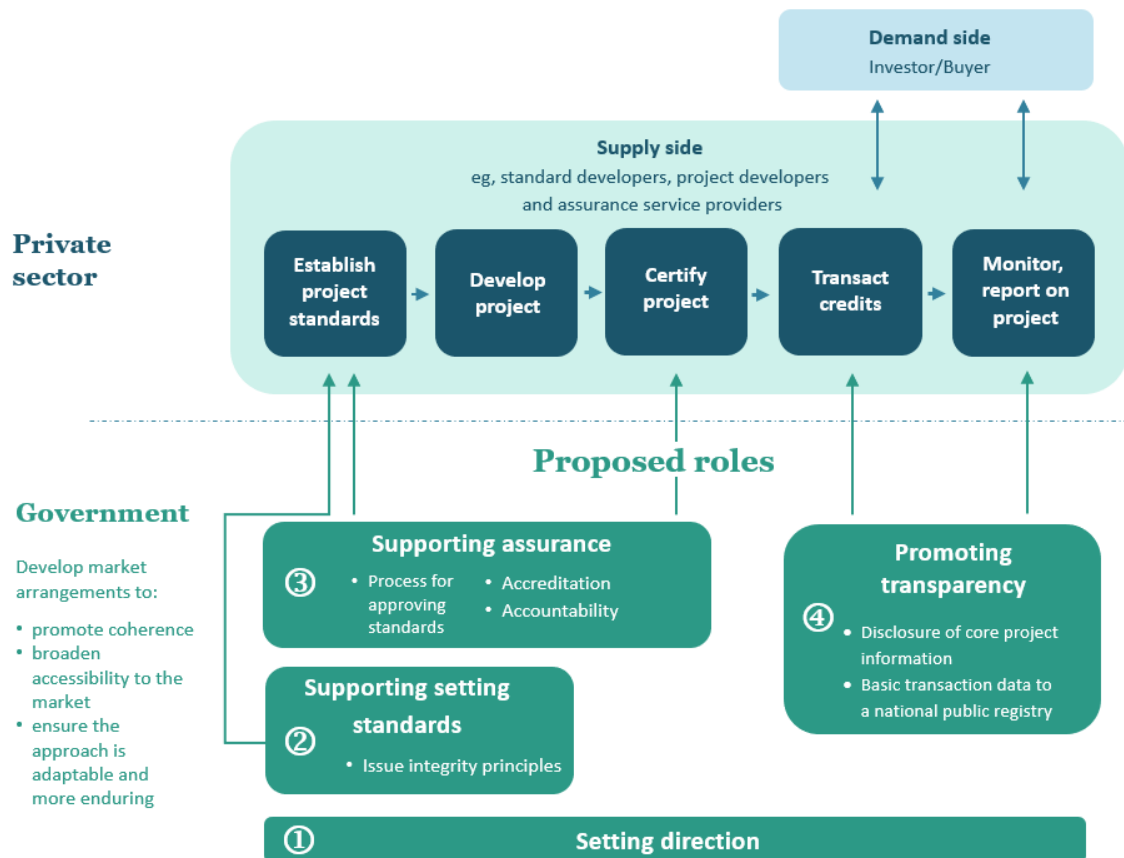 Demand side
Investor/Buyer
Supply side
eg, standard developers, project developers
and assurance service providers
Private
sector
Establish
project
standards
Develop
project
Certify
project
Transact
credits
Monitor,
report on
project
Proposed roles
Government
Develop market
arrangements to:
• promote coherence
• broaden
accessibility to the
market
• ensure the
approach is
adaptable and
more enduring
Supporting assurance
③
• Process for
approving
standards
• Accreditation
• Accountability
Promoting
transparency
④
• Disclosure of core project
information
• Basic transaction data to
a national public registry
Supporting setting
standards
②
• Issue integrity principles
①
Setting direction